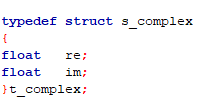 typedef struct s_complex
{
float   re;
float   im;
}t_complex;